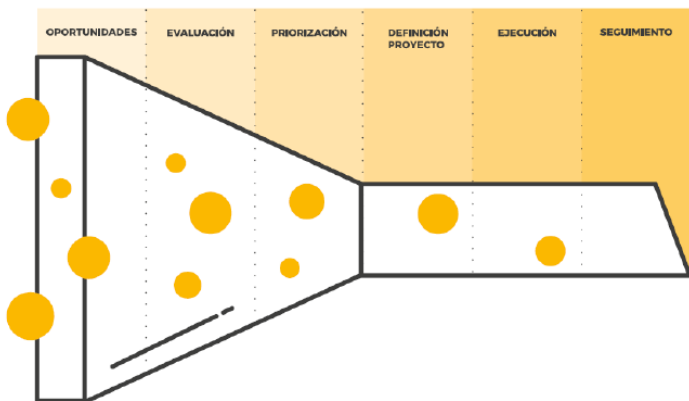 OPORTUNIDADES
EVALUACIÓN
PRIORIZACIÓN
DEFINICIÓN
PROYECTO
EJECUCIÓN
SEGUIMIENTO